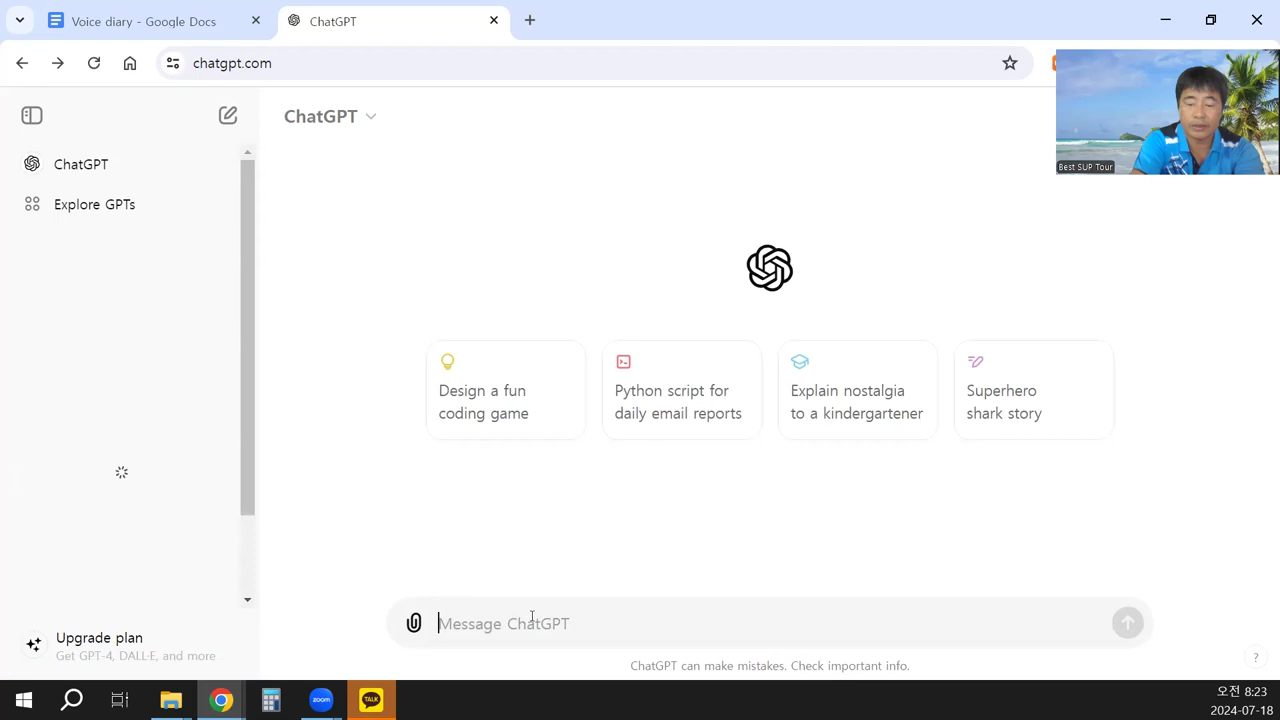 Voice diary - Google Docs
ChatGPT
chatgpt.com
ChatGPT
ChatGPT
Explore GPTs
Best SUP Tour
Design a fun
coding game
Python script for
daily email reports
Explain nostalgia
to a kindergartener
Superhero
shark story
Message ChatGPT
Upgrade plan
Get GPT-4, DALL·E, and more
ChatGPT can make mistakes. Check important info.
?
zoom
TALK
오전 8:23
2024-07-18